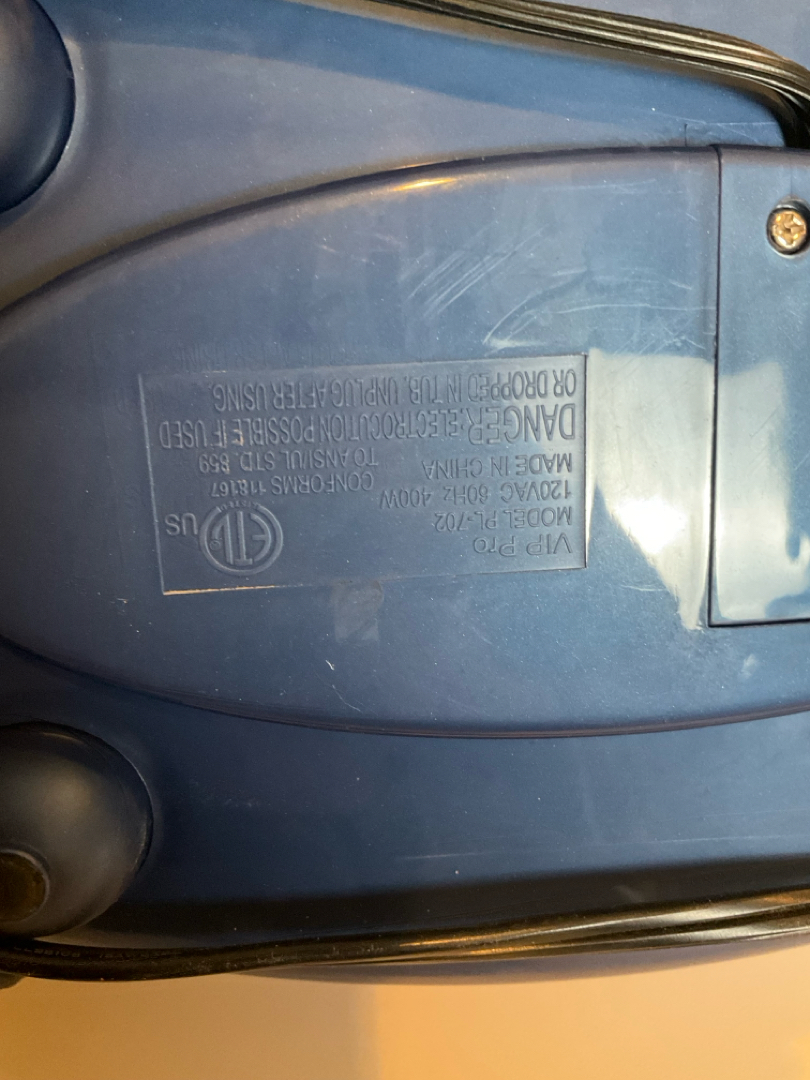 VIP Pro
MODEL PL-702
120VAC 60Hz 400W
MADE IN CHINA
ETL
C
US
CONFORMS 118167
TO ANSI/UL STD. 859
DANGER: ELECTROCUTION POSSIBLE IF USED
OR DROPPED IN TUB. UNPLUG AFTER USING.